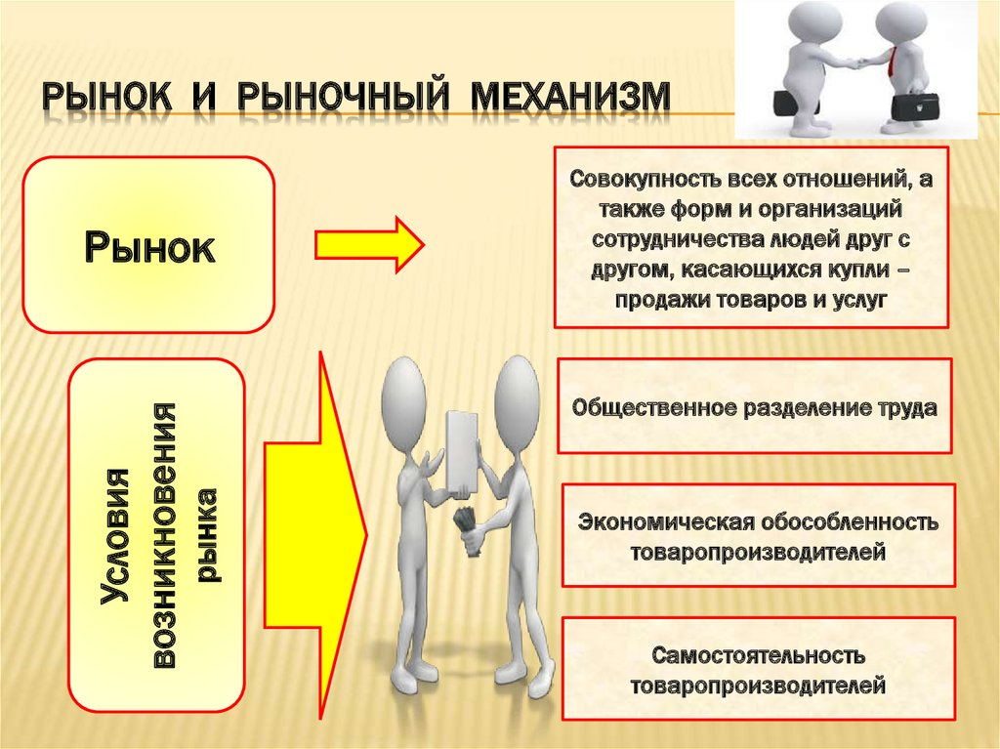 РЫНОК И РЫНОЧНЫЙ МЕХАНИЗМ
Рынок
Совокупность всех отношений, а
также форм и организаций
сотрудничества людей друг с
другом, касающихся купли –
продажи товаров и услуг
Условия
возникновения
рынка
Общественное разделение труда
Экономическая обособленность
товаропроизводителей
Самостоятельность
товаропроизводителей